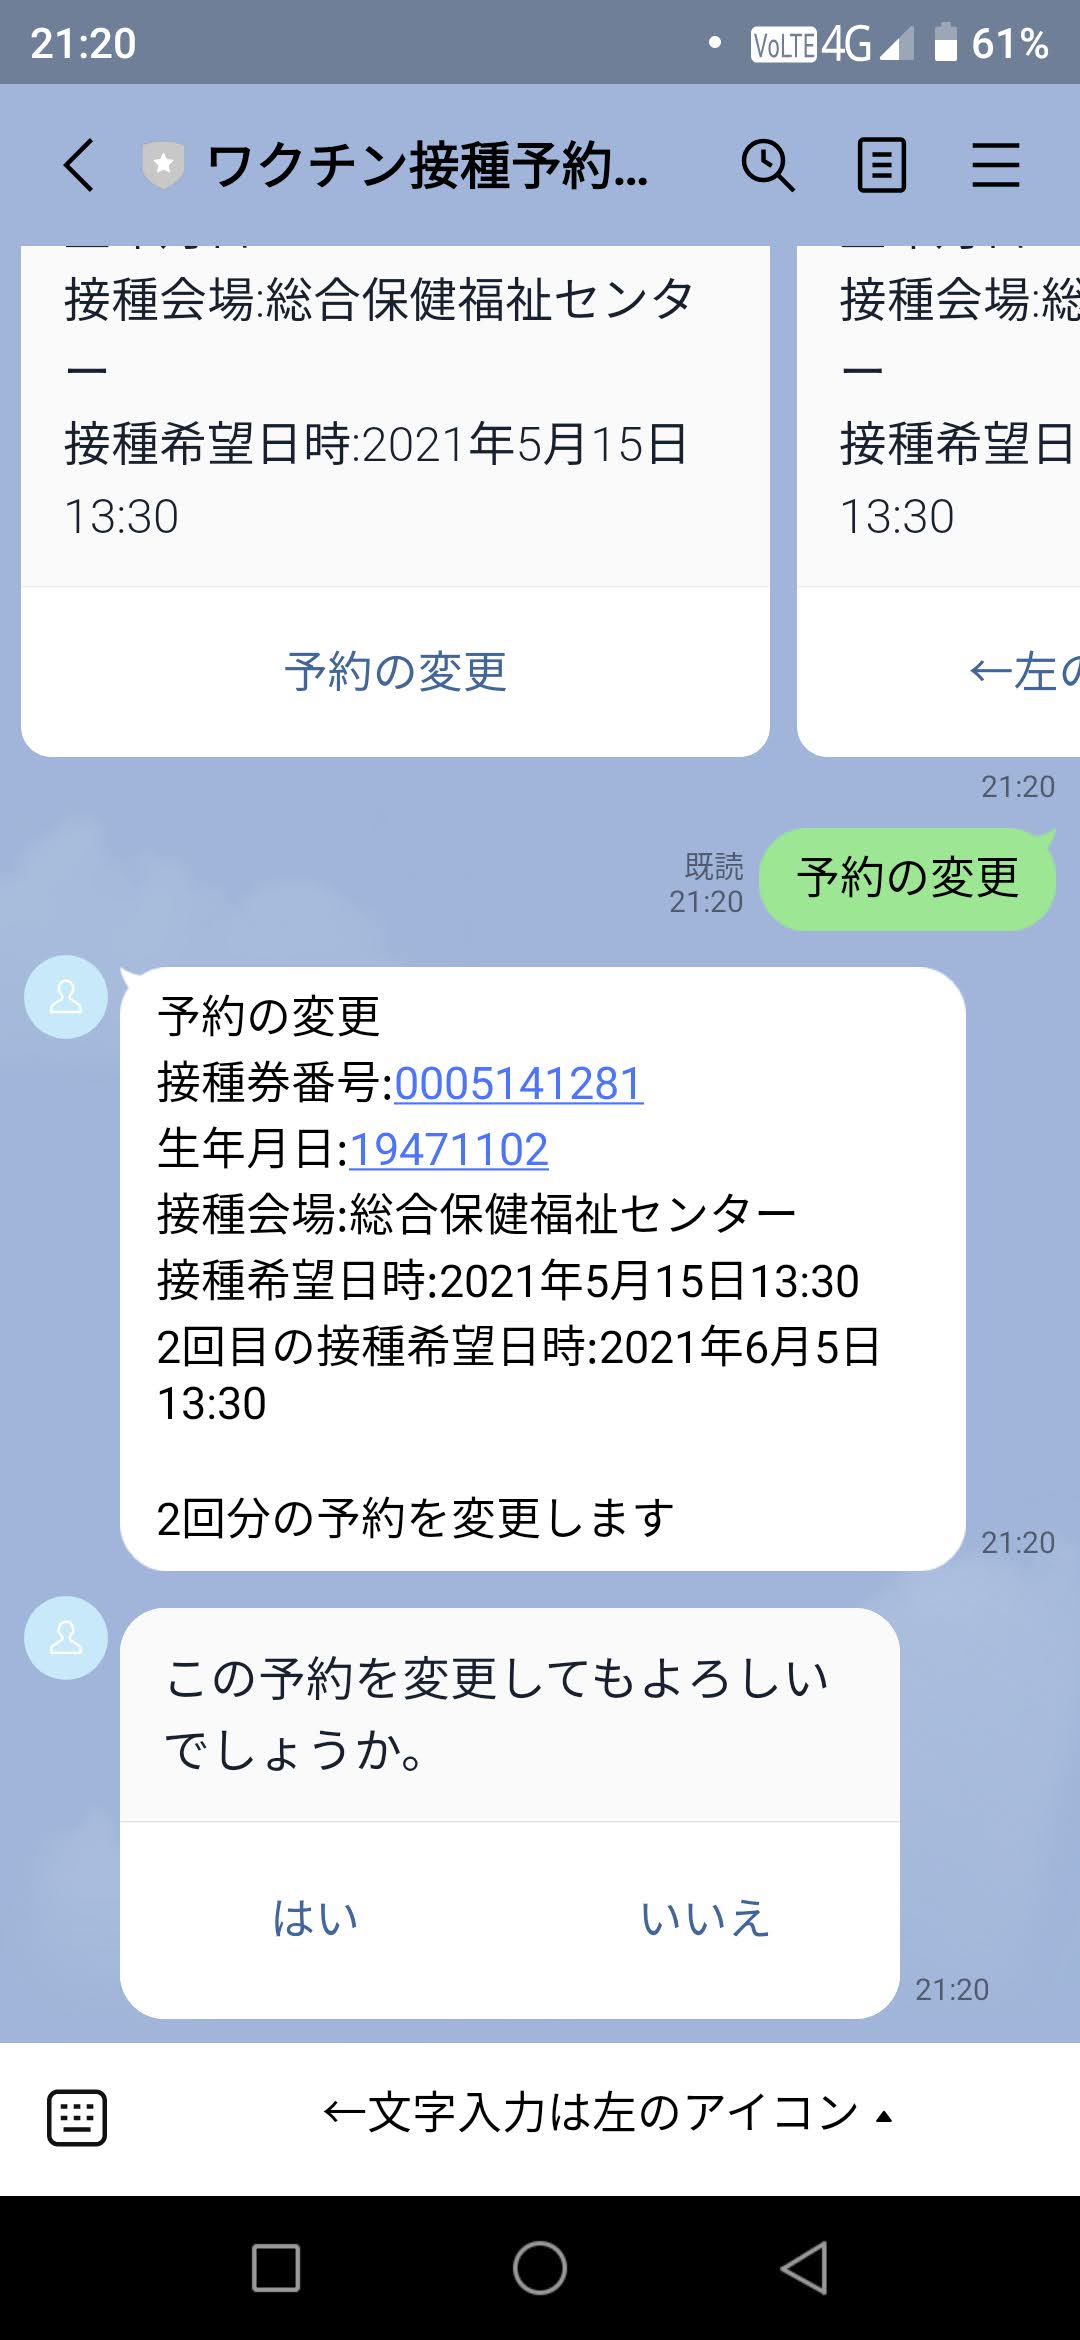 21:20
VoLTE 4G 61%
ワクチン接種予約...
接種会場:総合保健福祉センタ
ー
接種希望日時:2021年5月15日
13:30
予約の変更
接種会場:総
ー
接種希望日
13:30
←左の
21:20
既読
21:20
予約の変更
予約の変更
接種券番号:0005141281
生年月日:19471102
接種会場:総合保健福祉センター
接種希望日時:2021年5月15日13:30
2回目の接種希望日時:2021年6月5日
13:30
2回分の予約を変更します
21:20
この予約を変更してもよろしい
でしょうか。
はい
いいえ
21:20
←文字入力は左のアイコン▲